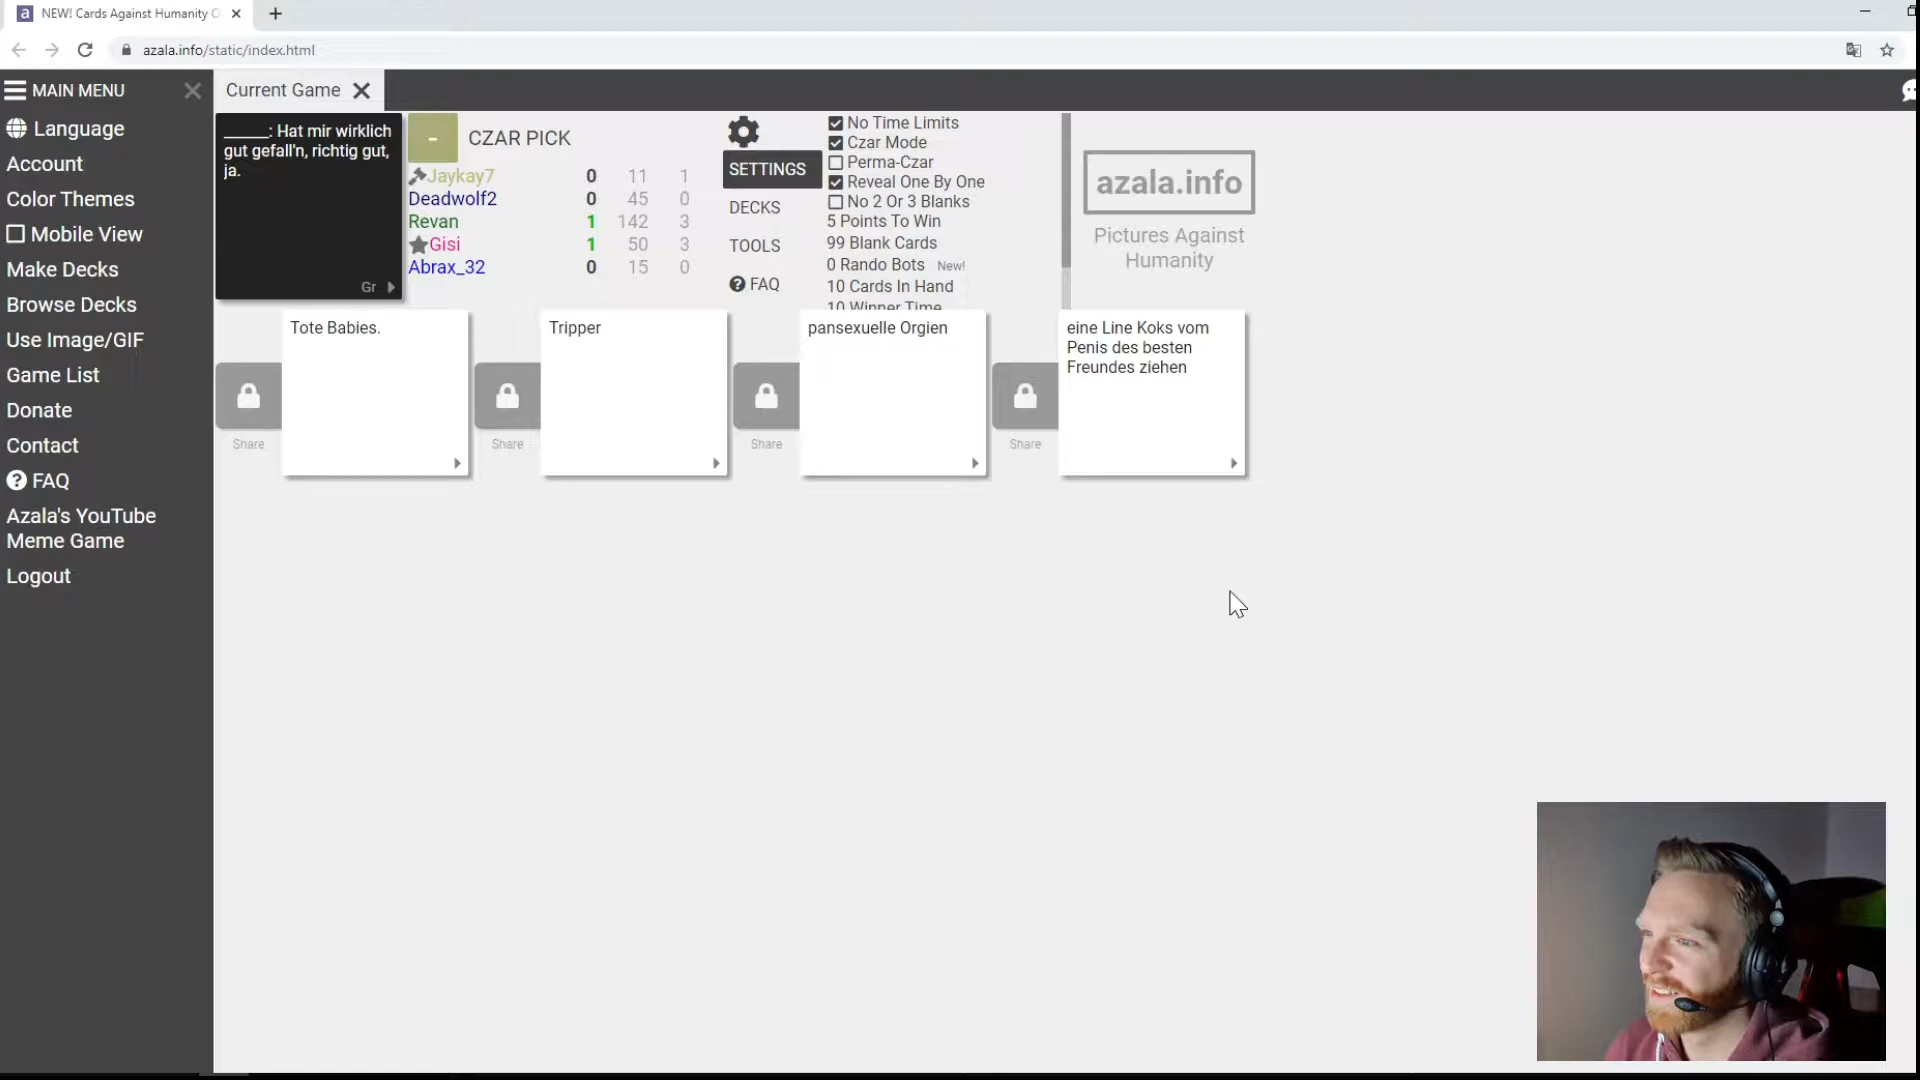 NEW! Cards Against Humanity O
azala.info/static/index.html
MAIN MENU
Language
Account
Color Themes
Mobile View
Make Decks
Browse Decks
Use Image/GIF
Game List
Donate
Contact
FAQ
Azala's YouTube
Meme Game
Logout
Current Game
_____: Hat mir wirklich
gut gefall'n, richtig gut,
ja.
Gr
- CZAR PICK
Jaykay7 0 11 1
Deadwolf2 0 45 0
Revan 1 142 3
Gisi 1 50 3
Abrax_32 0 15 0
SETTINGS
DECKS
TOOLS
FAQ
No Time Limits
Czar Mode
Perma-Czar
Reveal One By One
No 2 Or 3 Blanks
5 Points To Win
99 Blank Cards
0 Rando Bots New!
10 Cards In Hand
10 Winner Time
azala.info
Pictures Against
Humanity
Share
Tote Babies.
Share
Tripper
Share
pansexuelle Orgien
Share
eine Line Koks vom
Penis des besten
Freundes ziehen